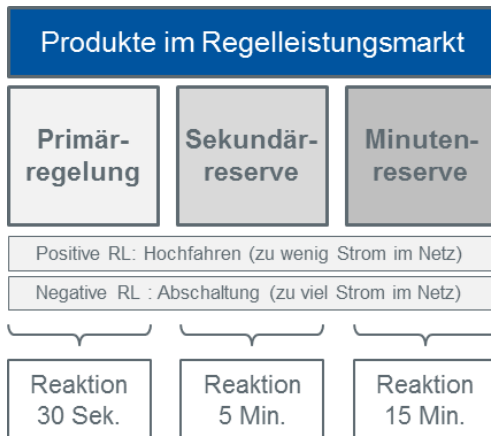 Produkte im Regelleistungsmarkt
Primär-
regelung
Sekundär-
reserve
Minuten-
reserve
Positive RL: Hochfahren (zu wenig Strom im Netz)
Negative RL : Abschaltung (zu viel Strom im Netz)
Reaktion
30 Sek.
Reaktion
5 Min.
Reaktion
15 Min.